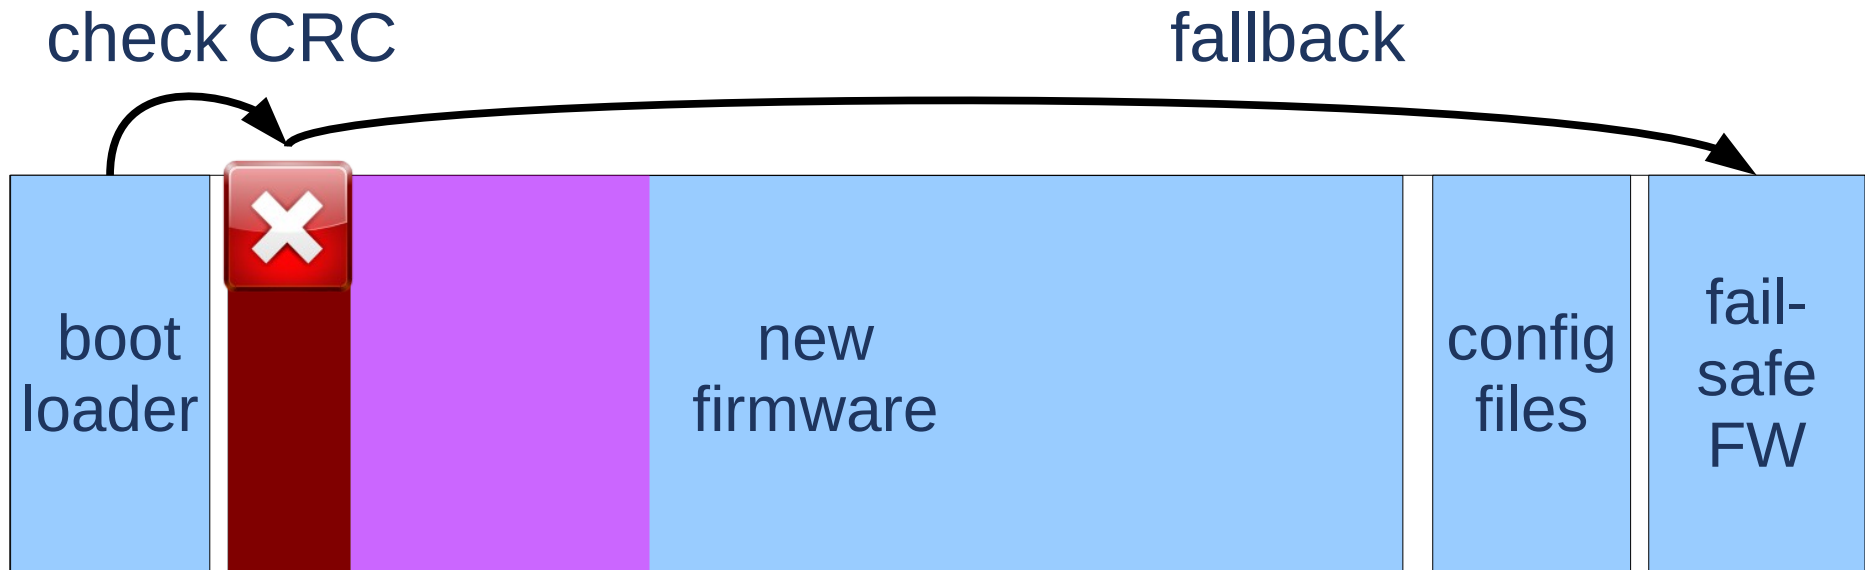 check CRC
fallback
boot
loader
new
firmware
config
files
fail-
safe
FW